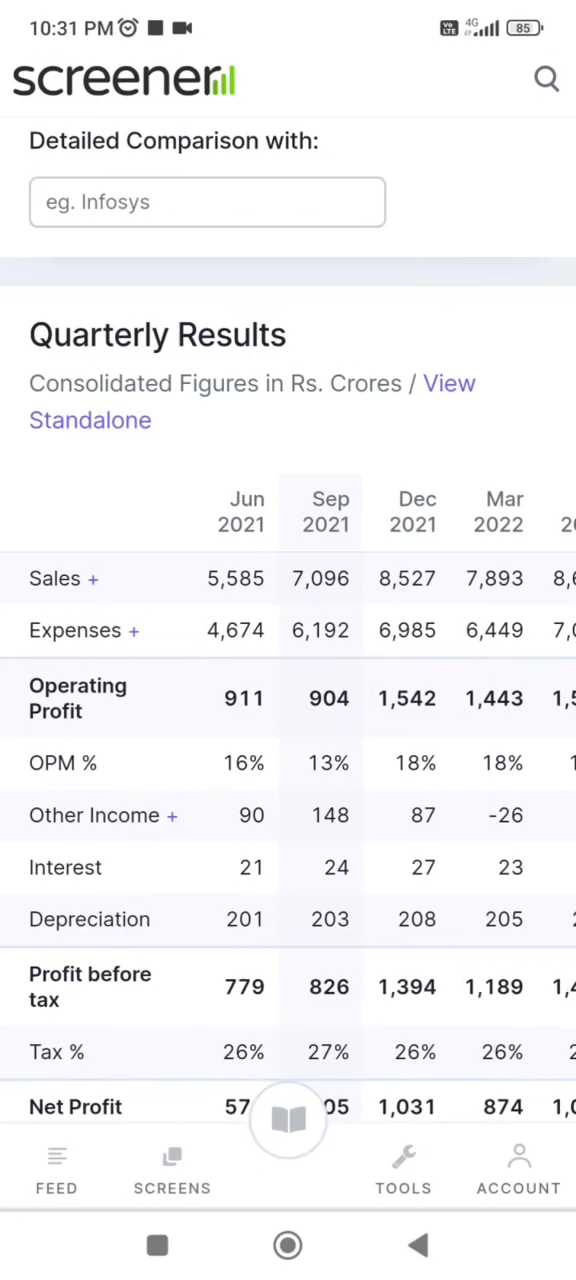 10:31 PM
Vo LTE 4G 85
screener
Detailed Comparison with:
eg. Infosys
Quarterly Results
Consolidated Figures in Rs. Crores / View
Standalone
Jun 2021 Sep 2021 Dec 2021 Mar 2022
Sales + 5,585 7,096 8,527 7,893
Expenses + 4,674 6,192 6,985 6,449
Operating Profit 911 904 1,542 1,443
OPM % 16% 13% 18% 18%
Other Income + 90 148 87 -26
Interest 21 24 27 23
Depreciation 201 203 208 205
Profit before tax 779 826 1,394 1,189
Tax % 26% 27% 26% 26%
Net Profit 1,031 874
FEED SCREENS TOOLS ACCOUNT